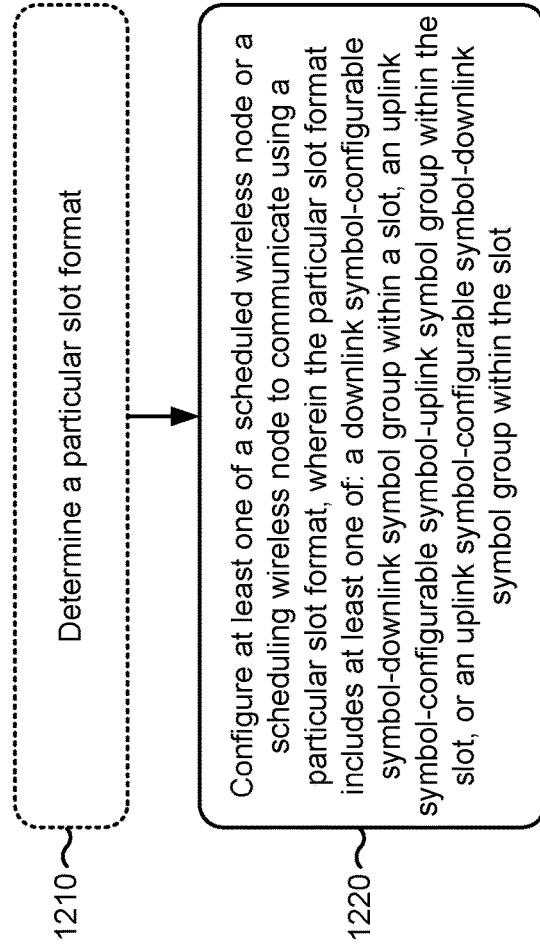 1210
Determine a particular slot format
1220
Configure at least one of a scheduled wireless node or a
scheduling wireless node to communicate using a
particular slot format, wherein the particular slot format
includes at least one of: a downlink symbol-configurable
symbol-downlink symbol group within a slot, an uplink
symbol-configurable symbol-uplink symbol group within the
slot, or an uplink symbol-configurable symbol-downlink
symbol group within the slot